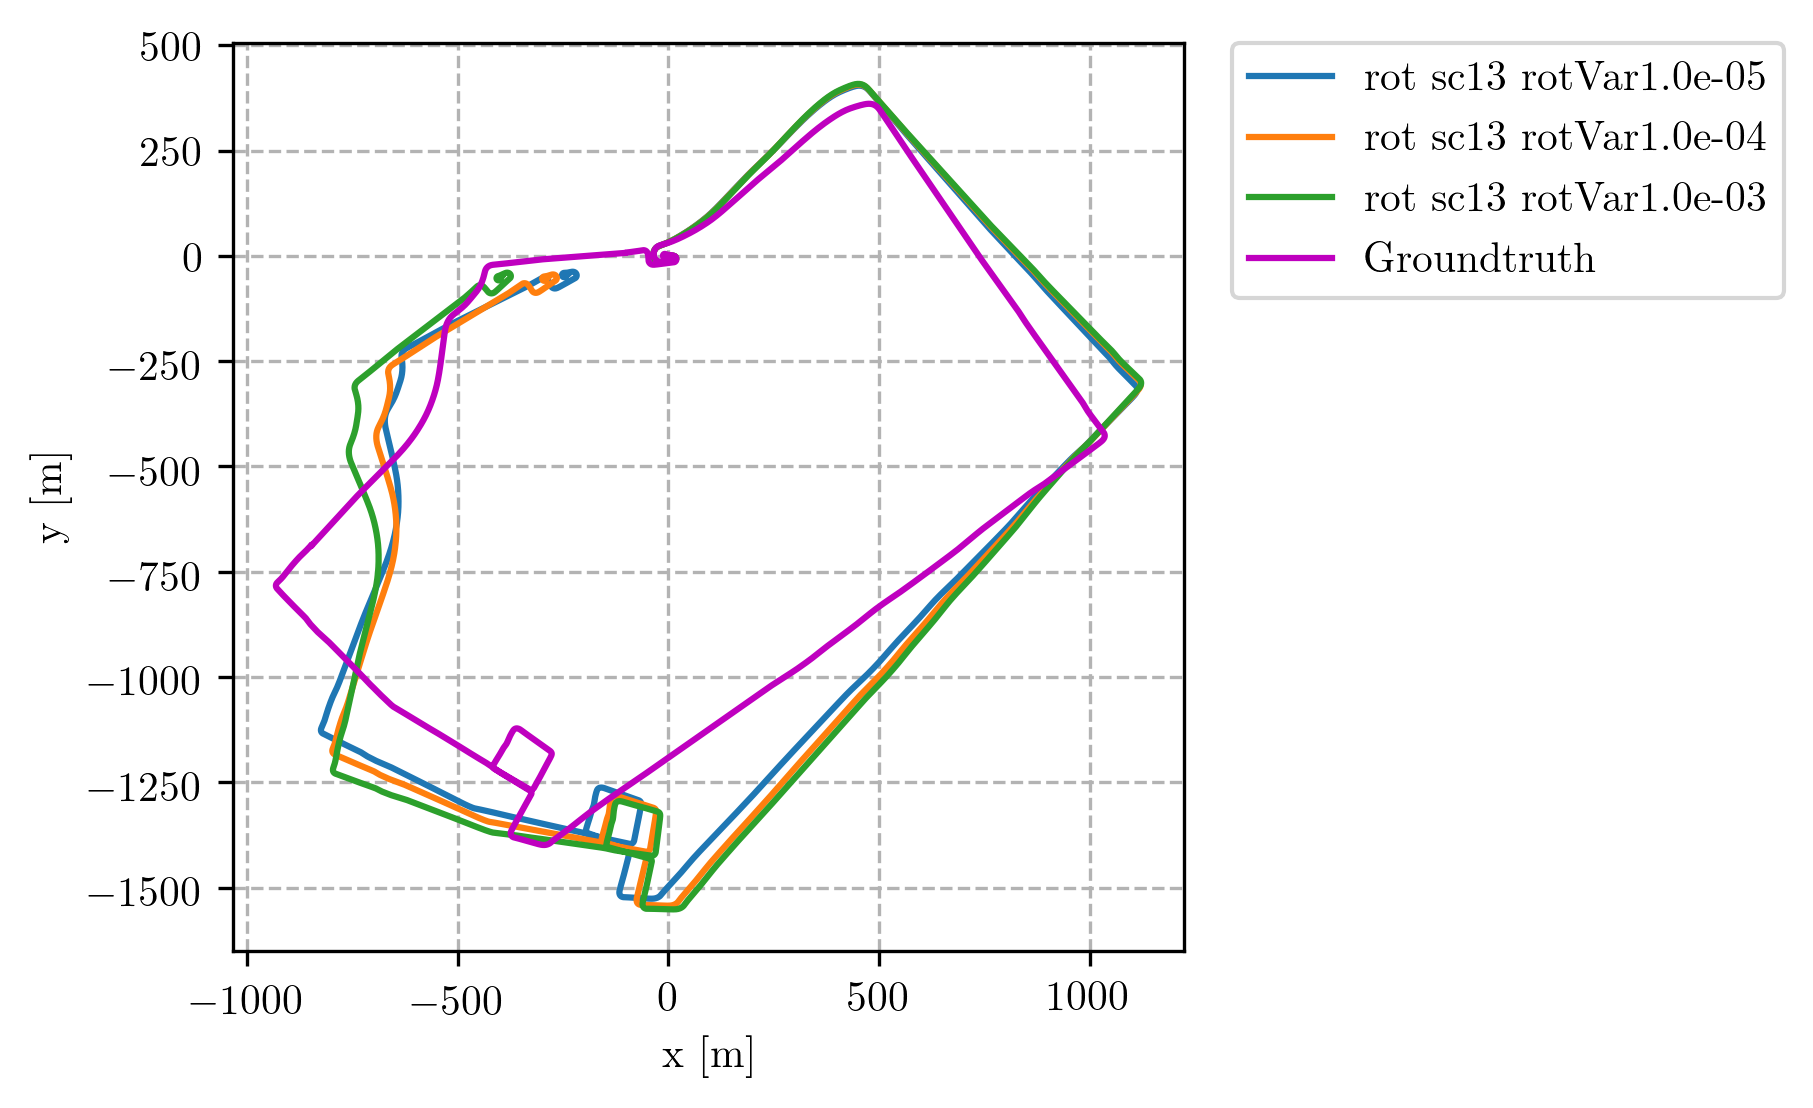 500
250
0
−250
−500
−750
−1000
−1250
−1500
y [m]
−1000
−500
0
500
1000
x [m]
rot sc13 rotVar1.0e-05
rot sc13 rotVar1.0e-04
rot sc13 rotVar1.0e-03
Groundtruth